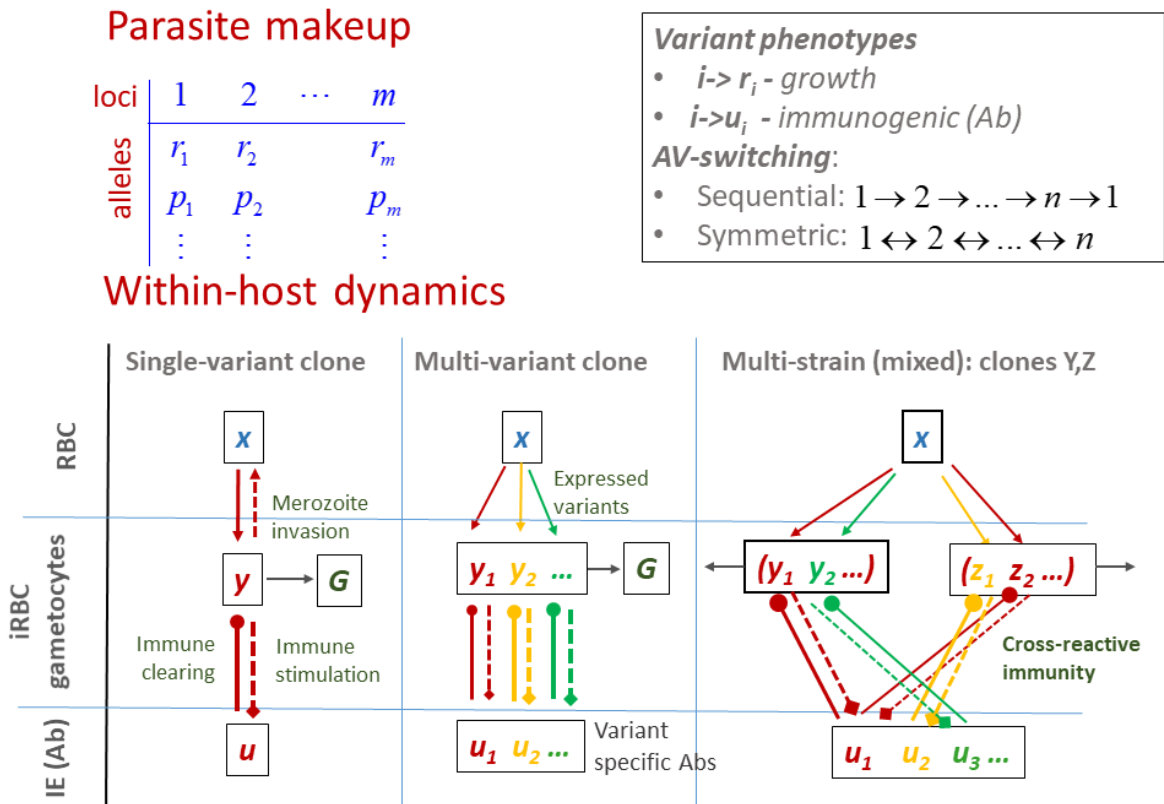 Parasite makeup
loci 1 2 ⋯ m
alleles
r₁ r₂ rₘ
p₁ p₂ pₘ
⋮ ⋮ ⋮
Variant phenotypes
• i-> rᵢ - growth
• i->uᵢ - immunogenic (Ab)
AV-switching:
• Sequential: 1 → 2 → ... → n → 1
• Symmetric: 1 ↔ 2 ↔ ... ↔ n
Within-host dynamics
Single-variant clone
Multi-variant clone
Multi-strain (mixed): clones Y,Z
RBC
x
x
x
Merozoite
invasion
Expressed
variants
iRBC
gametocytes
y
G
y₁ y₂ ...
G
(y₁ y₂ ...)
(z₁ z₂ ...)
Immune
clearing
Immune
stimulation
Cross-reactive
immunity
IE (Ab)
u
u₁ u₂ ...
Variant
specific Abs
u₁ u₂ u₃ ...